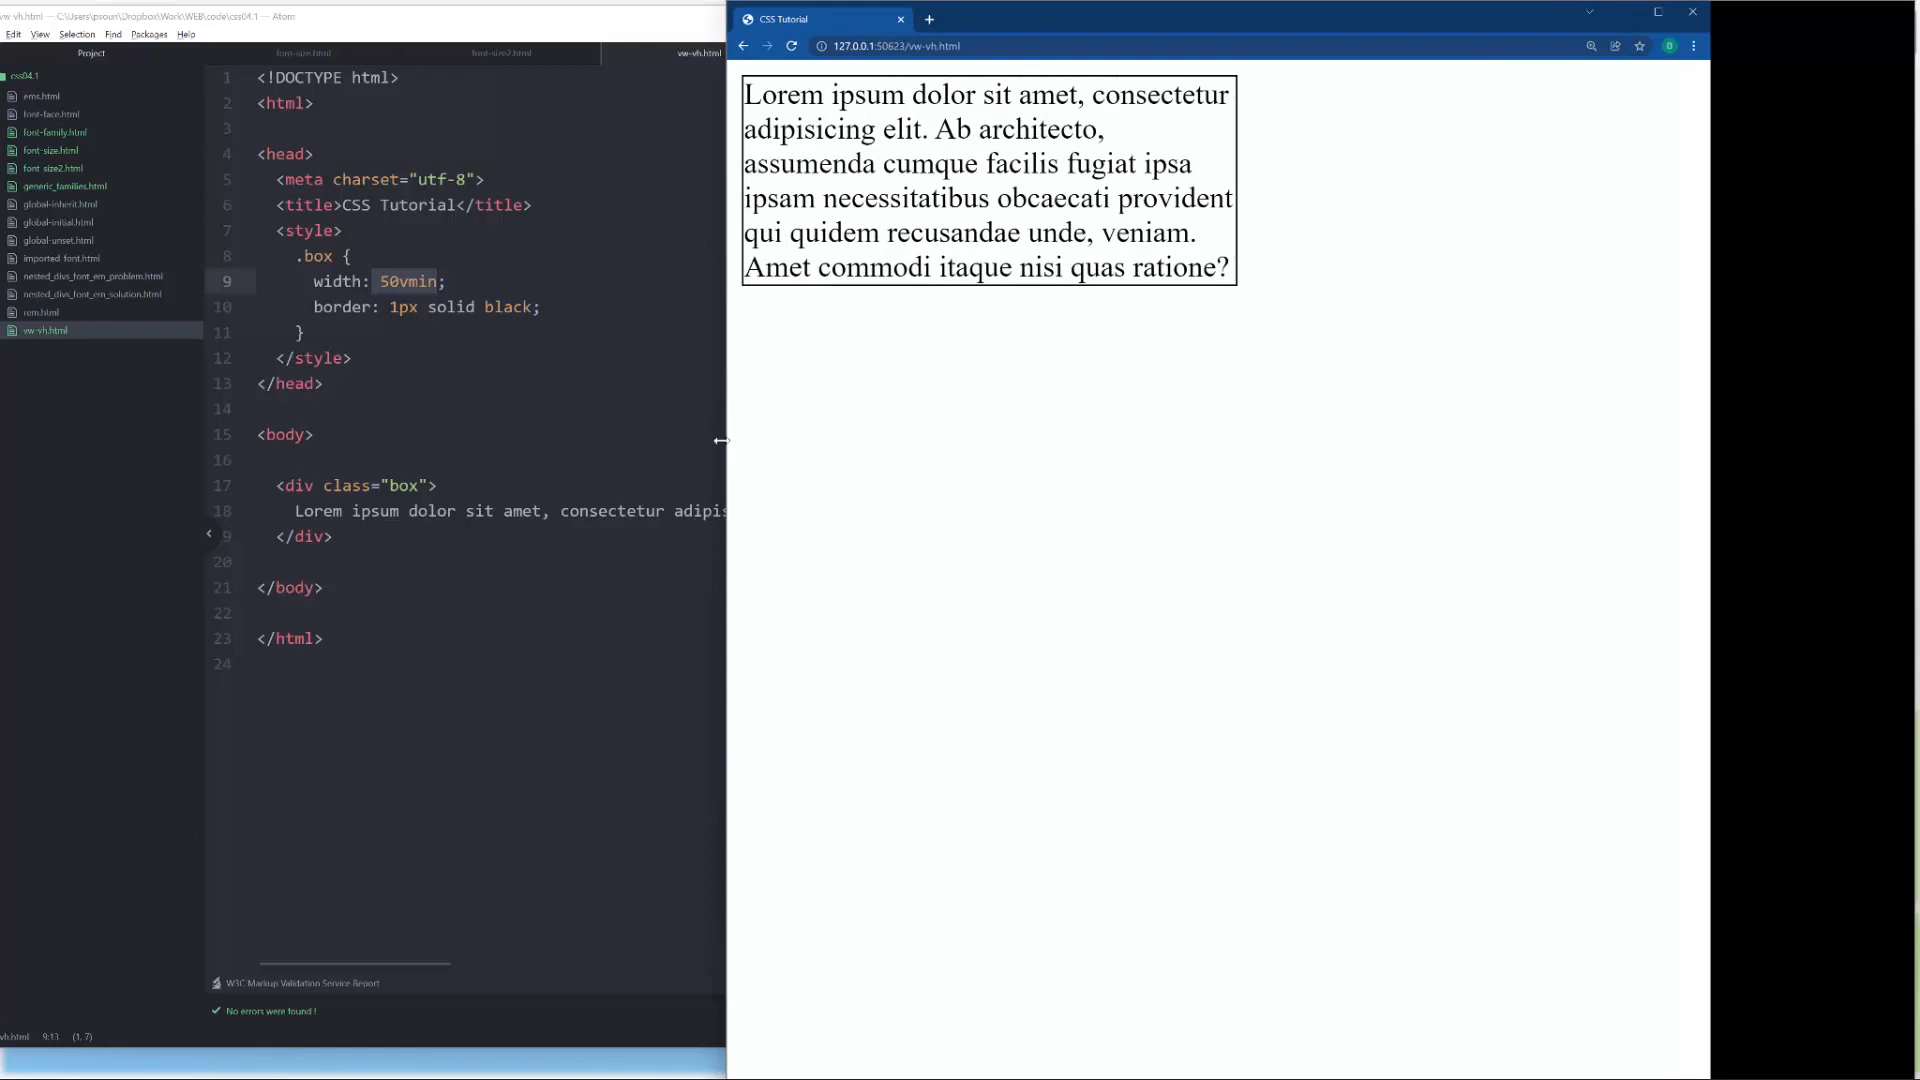 vw-vh.html — C:\Users\psoun\Dropbox\Work\WEB\code\css04.1 — Atom
Edit View Selection Find Packages Help
Project
font-size.html
font-size2.html
vw-vh.html
css04.1
ems.html
font-face.html
font-family.html
font-size.html
font-size2.html
generic_families.html
global-inherit.html
global-initial.html
global-unset.html
imported font.html
nested_divs_font_em_problem.html
nested_divs_font_em_solution.html
rem.html
vw-vh.html
1 <!DOCTYPE html>
2 <html>
3
4 <head>
5 <meta charset="utf-8">
6 <title>CSS Tutorial</title>
7 <style>
8 .box {
9 width: 50vmin;
10 border: 1px solid black;
11 }
12 </style>
13 </head>
14
15 <body>
16
17 <div class="box">
18 Lorem ipsum dolor sit amet, consectetur adipis
9 </div>
20
21 </body>
22
23 </html>
24
W3C Markup Validation Service Report
No errors were found !
vh.html 9:13 (1, 7)
CSS Tutorial
127.0.0.1:50623/vw-vh.html
D
Lorem ipsum dolor sit amet, consectetur
adipisicing elit. Ab architecto,
assumenda cumque facilis fugiat ipsa
ipsam necessitatibus obcaecati provident
qui quidem recusandae unde, veniam.
Amet commodi itaque nisi quas ratione?